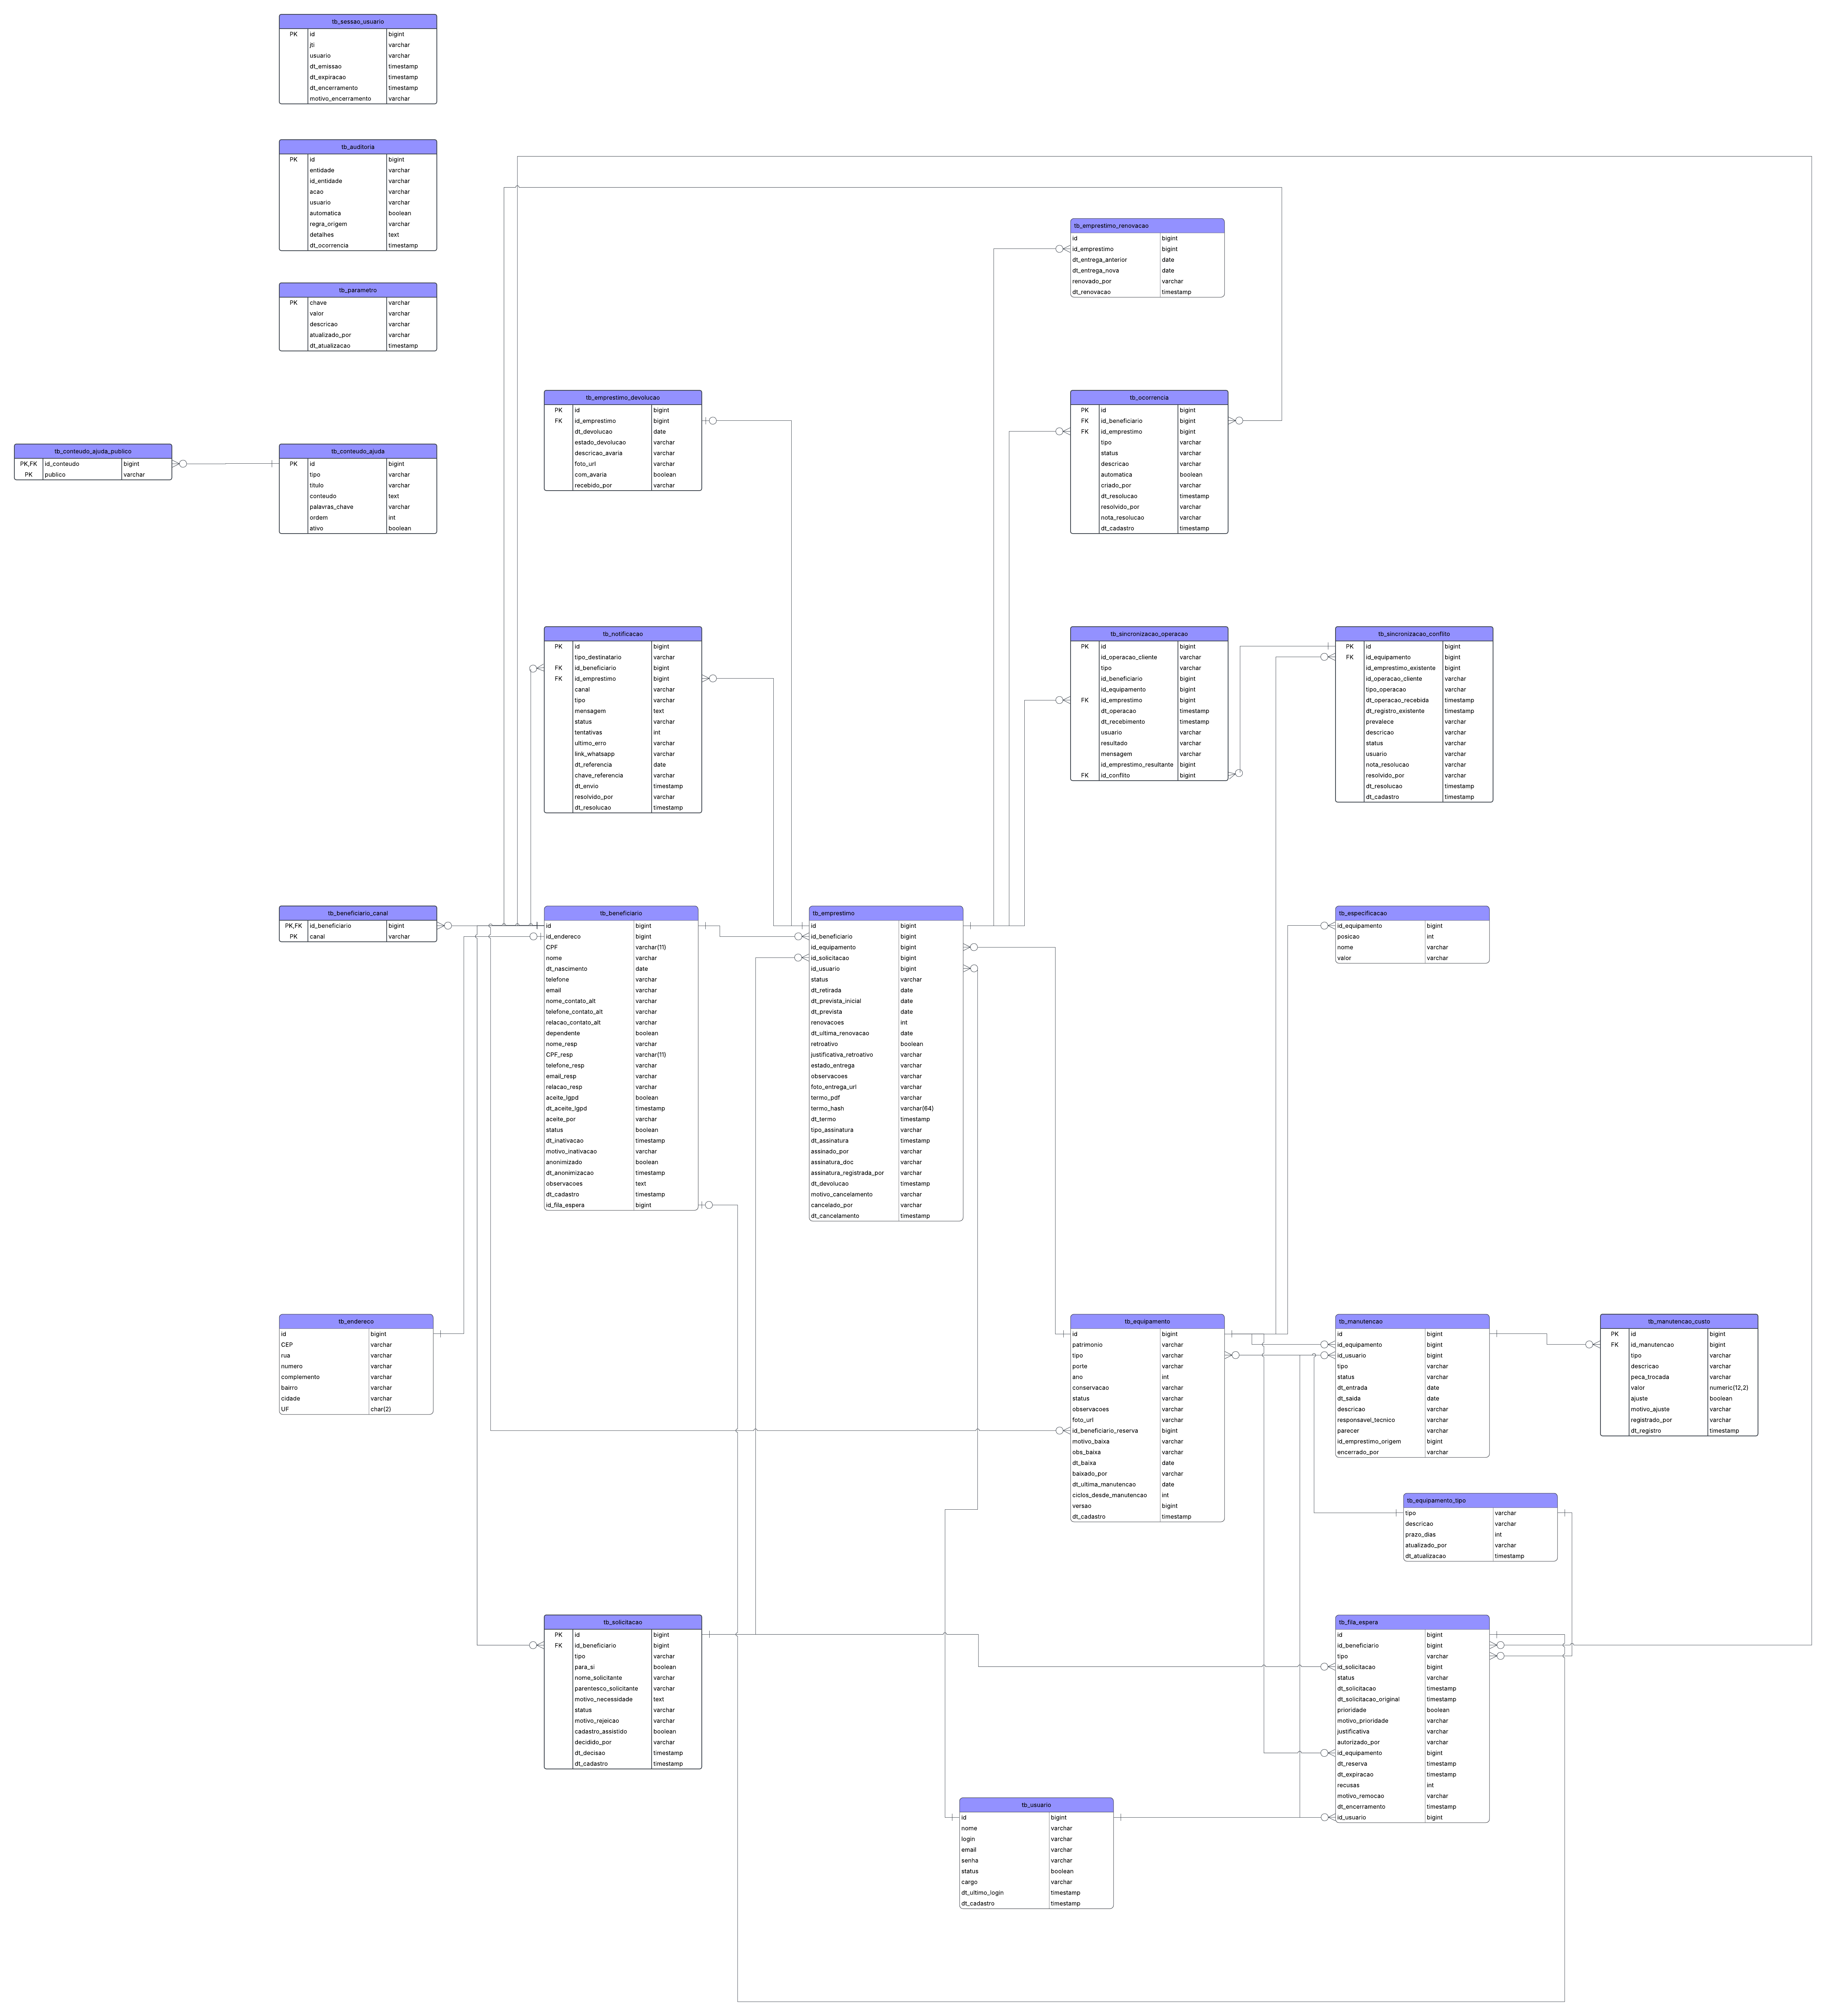 tb_sessao_usuario
PK id bigint
jti varchar
usuario varchar
dt_emissao timestamp
dt_expiracao timestamp
dt_encerramento timestamp
motivo_encerramento varchar
tb_auditoria
PK id bigint
entidade varchar
id_entidade varchar
acao varchar
usuario varchar
automatica boolean
regra_origem varchar
detalhes text
dt_ocorrencia timestamp
tb_emprestimo_renovacao
id bigint
id_emprestimo bigint
dt_entrega_anterior date
dt_entrega_nova date
renovado_por varchar
dt_renovacao timestamp
tb_parametro
PK chave varchar
valor varchar
descricao varchar
atualizado_por varchar
dt_atualizacao timestamp
tb_emprestimo_devolucao
PK id bigint
FK id_emprestimo bigint
dt_devolucao date
estado_devolucao varchar
descricao_avaria varchar
foto_url varchar
com_avaria boolean
recebido_por varchar
tb_ocorrencia
PK id bigint
FK id_beneficiario bigint
FK id_emprestimo bigint
tipo varchar
status varchar
descricao varchar
automatica boolean
criado_por varchar
dt_resolucao timestamp
resolvido_por varchar
nota_resolucao varchar
dt_cadastro timestamp
tb_conteudo_ajuda_publico
PK,FK id_conteudo bigint
PK publico varchar
tb_conteudo_ajuda
PK id bigint
tipo varchar
titulo varchar
conteudo text
palavras_chave varchar
ordem int
ativo boolean
tb_notificacao
PK id bigint
tipo_destinatario varchar
FK id_beneficiario bigint
FK id_emprestimo bigint
canal varchar
tipo varchar
mensagem text
status varchar
tentativas int
ultimo_erro varchar
link_whatsapp varchar
dt_referencia date
chave_referencia varchar
dt_envio timestamp
resolvido_por varchar
dt_resolucao timestamp
tb_sincronizacao_operacao
PK id bigint
id_operacao_cliente varchar
tipo varchar
id_beneficiario bigint
id_equipamento bigint
FK id_emprestimo bigint
dt_operacao timestamp
dt_recebimento timestamp
usuario varchar
resultado varchar
mensagem varchar
id_emprestimo_resultante bigint
FK id_conflito bigint
tb_sincronizacao_conflito
PK id bigint
FK id_equipamento bigint
id_emprestimo_existente bigint
id_operacao_cliente varchar
tipo_operacao varchar
dt_operacao_recebida timestamp
dt_registro_existente timestamp
prevalece varchar
descricao varchar
status varchar
usuario varchar
nota_resolucao varchar
resolvido_por varchar
dt_resolucao timestamp
dt_cadastro timestamp
tb_beneficiario_canal
PK,FK id_beneficiario bigint
PK canal varchar
tb_beneficiario
id bigint
id_endereco bigint
CPF varchar(11)
nome varchar
dt_nascimento date
telefone varchar
email varchar
nome_contato_alt varchar
telefone_contato_alt varchar
relacao_contato_alt varchar
dependente boolean
nome_resp varchar
CPF_resp varchar(11)
telefone_resp varchar
email_resp varchar
relacao_resp varchar
aceite_lgpd boolean
dt_aceite_lgpd timestamp
aceite_por varchar
status boolean
dt_inativacao timestamp
motivo_inativacao varchar
anonimizado boolean
dt_anonimizacao timestamp
observacoes text
dt_cadastro timestamp
id_fila_espera bigint
tb_emprestimo
id bigint
id_beneficiario bigint
id_equipamento bigint
id_solicitacao bigint
id_usuario bigint
status varchar
dt_retirada date
dt_prevista_inicial date
dt_prevista date
renovacoes int
dt_ultima_renovacao date
retroativo boolean
justificativa_retroativo varchar
estado_entrega varchar
observacoes varchar
foto_entrega_url varchar
termo_pdf varchar
termo_hash varchar(64)
dt_termo timestamp
tipo_assinatura varchar
dt_assinatura timestamp
assinado_por varchar
assinatura_doc varchar
assinatura_registrada_por varchar
dt_devolucao timestamp
motivo_cancelamento varchar
cancelado_por varchar
dt_cancelamento timestamp
tb_especificacao
id_equipamento bigint
posicao int
nome varchar
valor varchar
tb_endereco
id bigint
CEP varchar
rua varchar
numero varchar
complemento varchar
bairro varchar
cidade varchar
UF char(2)
tb_equipamento
id bigint
patrimonio varchar
tipo varchar
porte varchar
ano int
conservacao varchar
status varchar
observacoes varchar
foto_url varchar
id_beneficiario_reserva bigint
motivo_baixa varchar
obs_baixa varchar
dt_baixa date
baixado_por varchar
dt_ultima_manutencao date
ciclos_desde_manutencao int
versao bigint
dt_cadastro timestamp
tb_manutencao
id bigint
id_equipamento bigint
id_usuario bigint
tipo varchar
status varchar
dt_entrada date
dt_saida date
descricao varchar
responsavel_tecnico varchar
parecer varchar
id_emprestimo_origem bigint
encerrado_por varchar
tb_manutencao_custo
PK id bigint
FK id_manutencao bigint
tipo varchar
descricao varchar
peca_trocada varchar
valor numeric(12,2)
ajuste boolean
motivo_ajuste varchar
registrado_por varchar
dt_registro timestamp
tb_equipamento_tipo
tipo varchar
descricao varchar
prazo_dias int
atualizado_por varchar
dt_atualizacao timestamp
tb_solicitacao
PK id bigint
FK id_beneficiario bigint
tipo varchar
para_si boolean
nome_solicitante varchar
parentesco_solicitante varchar
motivo_necessidade text
status varchar
motivo_rejeicao varchar
cadastro_assistido boolean
decidido_por varchar
dt_decisao timestamp
dt_cadastro timestamp
tb_fila_espera
id bigint
id_beneficiario bigint
tipo varchar
id_solicitacao bigint
status varchar
dt_solicitacao timestamp
dt_solicitacao_original timestamp
prioridade boolean
motivo_prioridade varchar
justificativa varchar
autorizado_por varchar
id_equipamento bigint
dt_reserva timestamp
dt_expiracao timestamp
recusas int
motivo_remocao varchar
dt_encerramento timestamp
id_usuario bigint
tb_usuario
id bigint
nome varchar
login varchar
email varchar
senha varchar
status boolean
cargo varchar
dt_ultimo_login timestamp
dt_cadastro timestamp